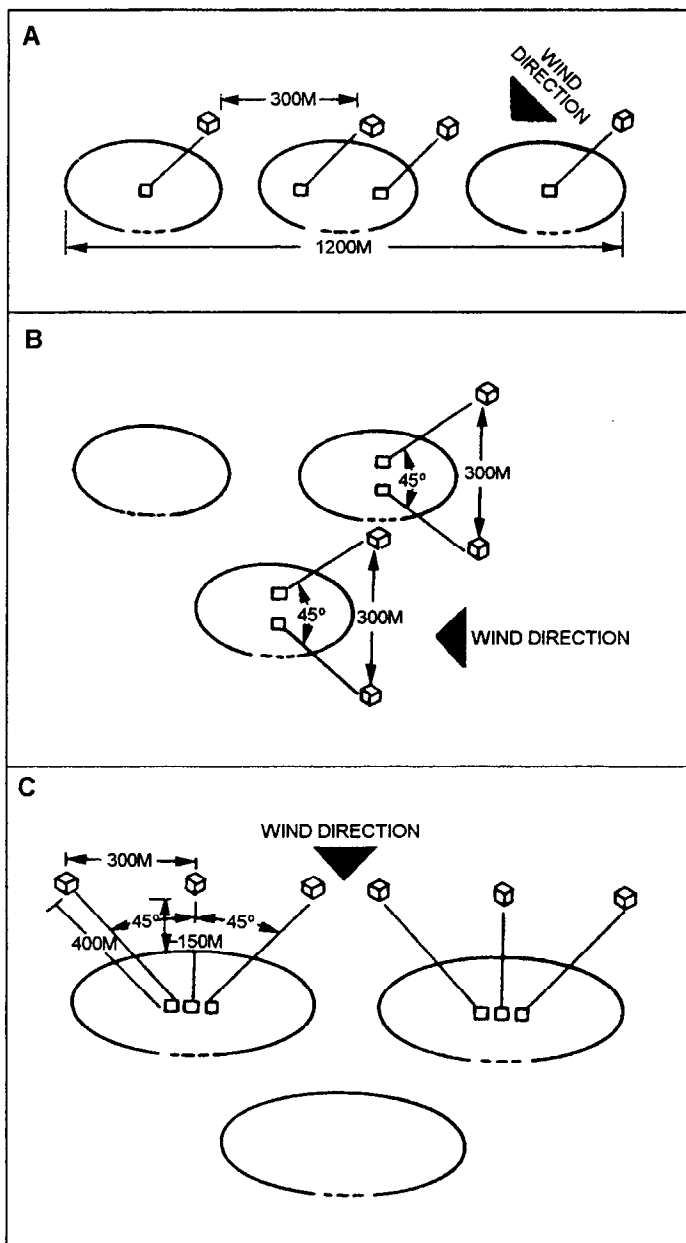 A
WIND
DIRECTION
300M
1200M
B
45°
300M
45°
300M
WIND DIRECTION
C
WIND DIRECTION
300M
45°
45°
400M
150M